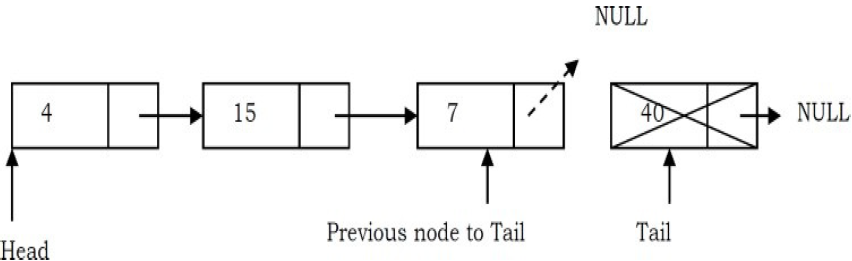 NULL
4
15
7
40
NULL
Previous node to Tail
Tail
Head